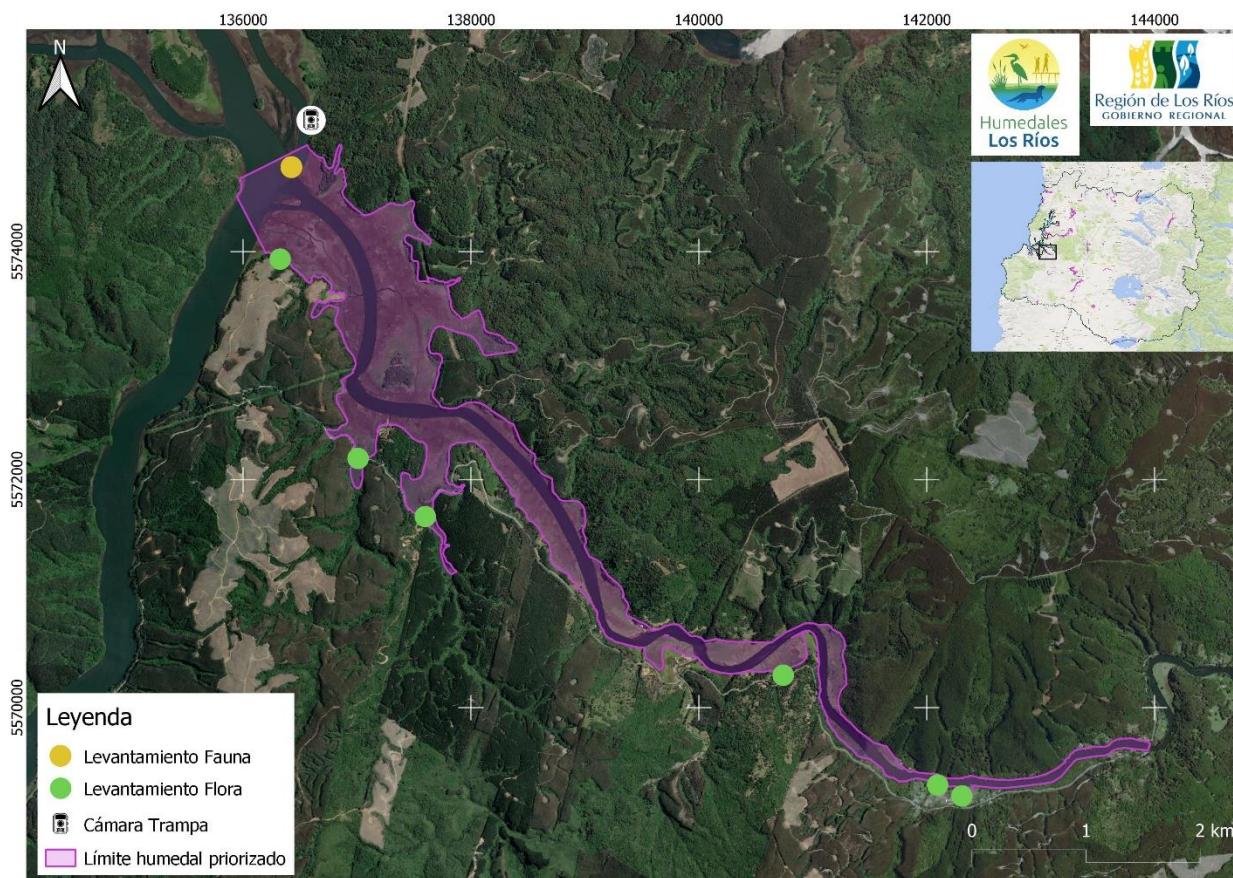 136000 138000 140000 142000 144000
N
Humedales
Los Ríos
Región de Los Ríos
GOBIERNO REGIONAL
5574000
5572000
5570000
Leyenda
Levantamiento Fauna
Levantamiento Flora
Cámara Trampa
Límite humedal priorizado
0 1 2 km